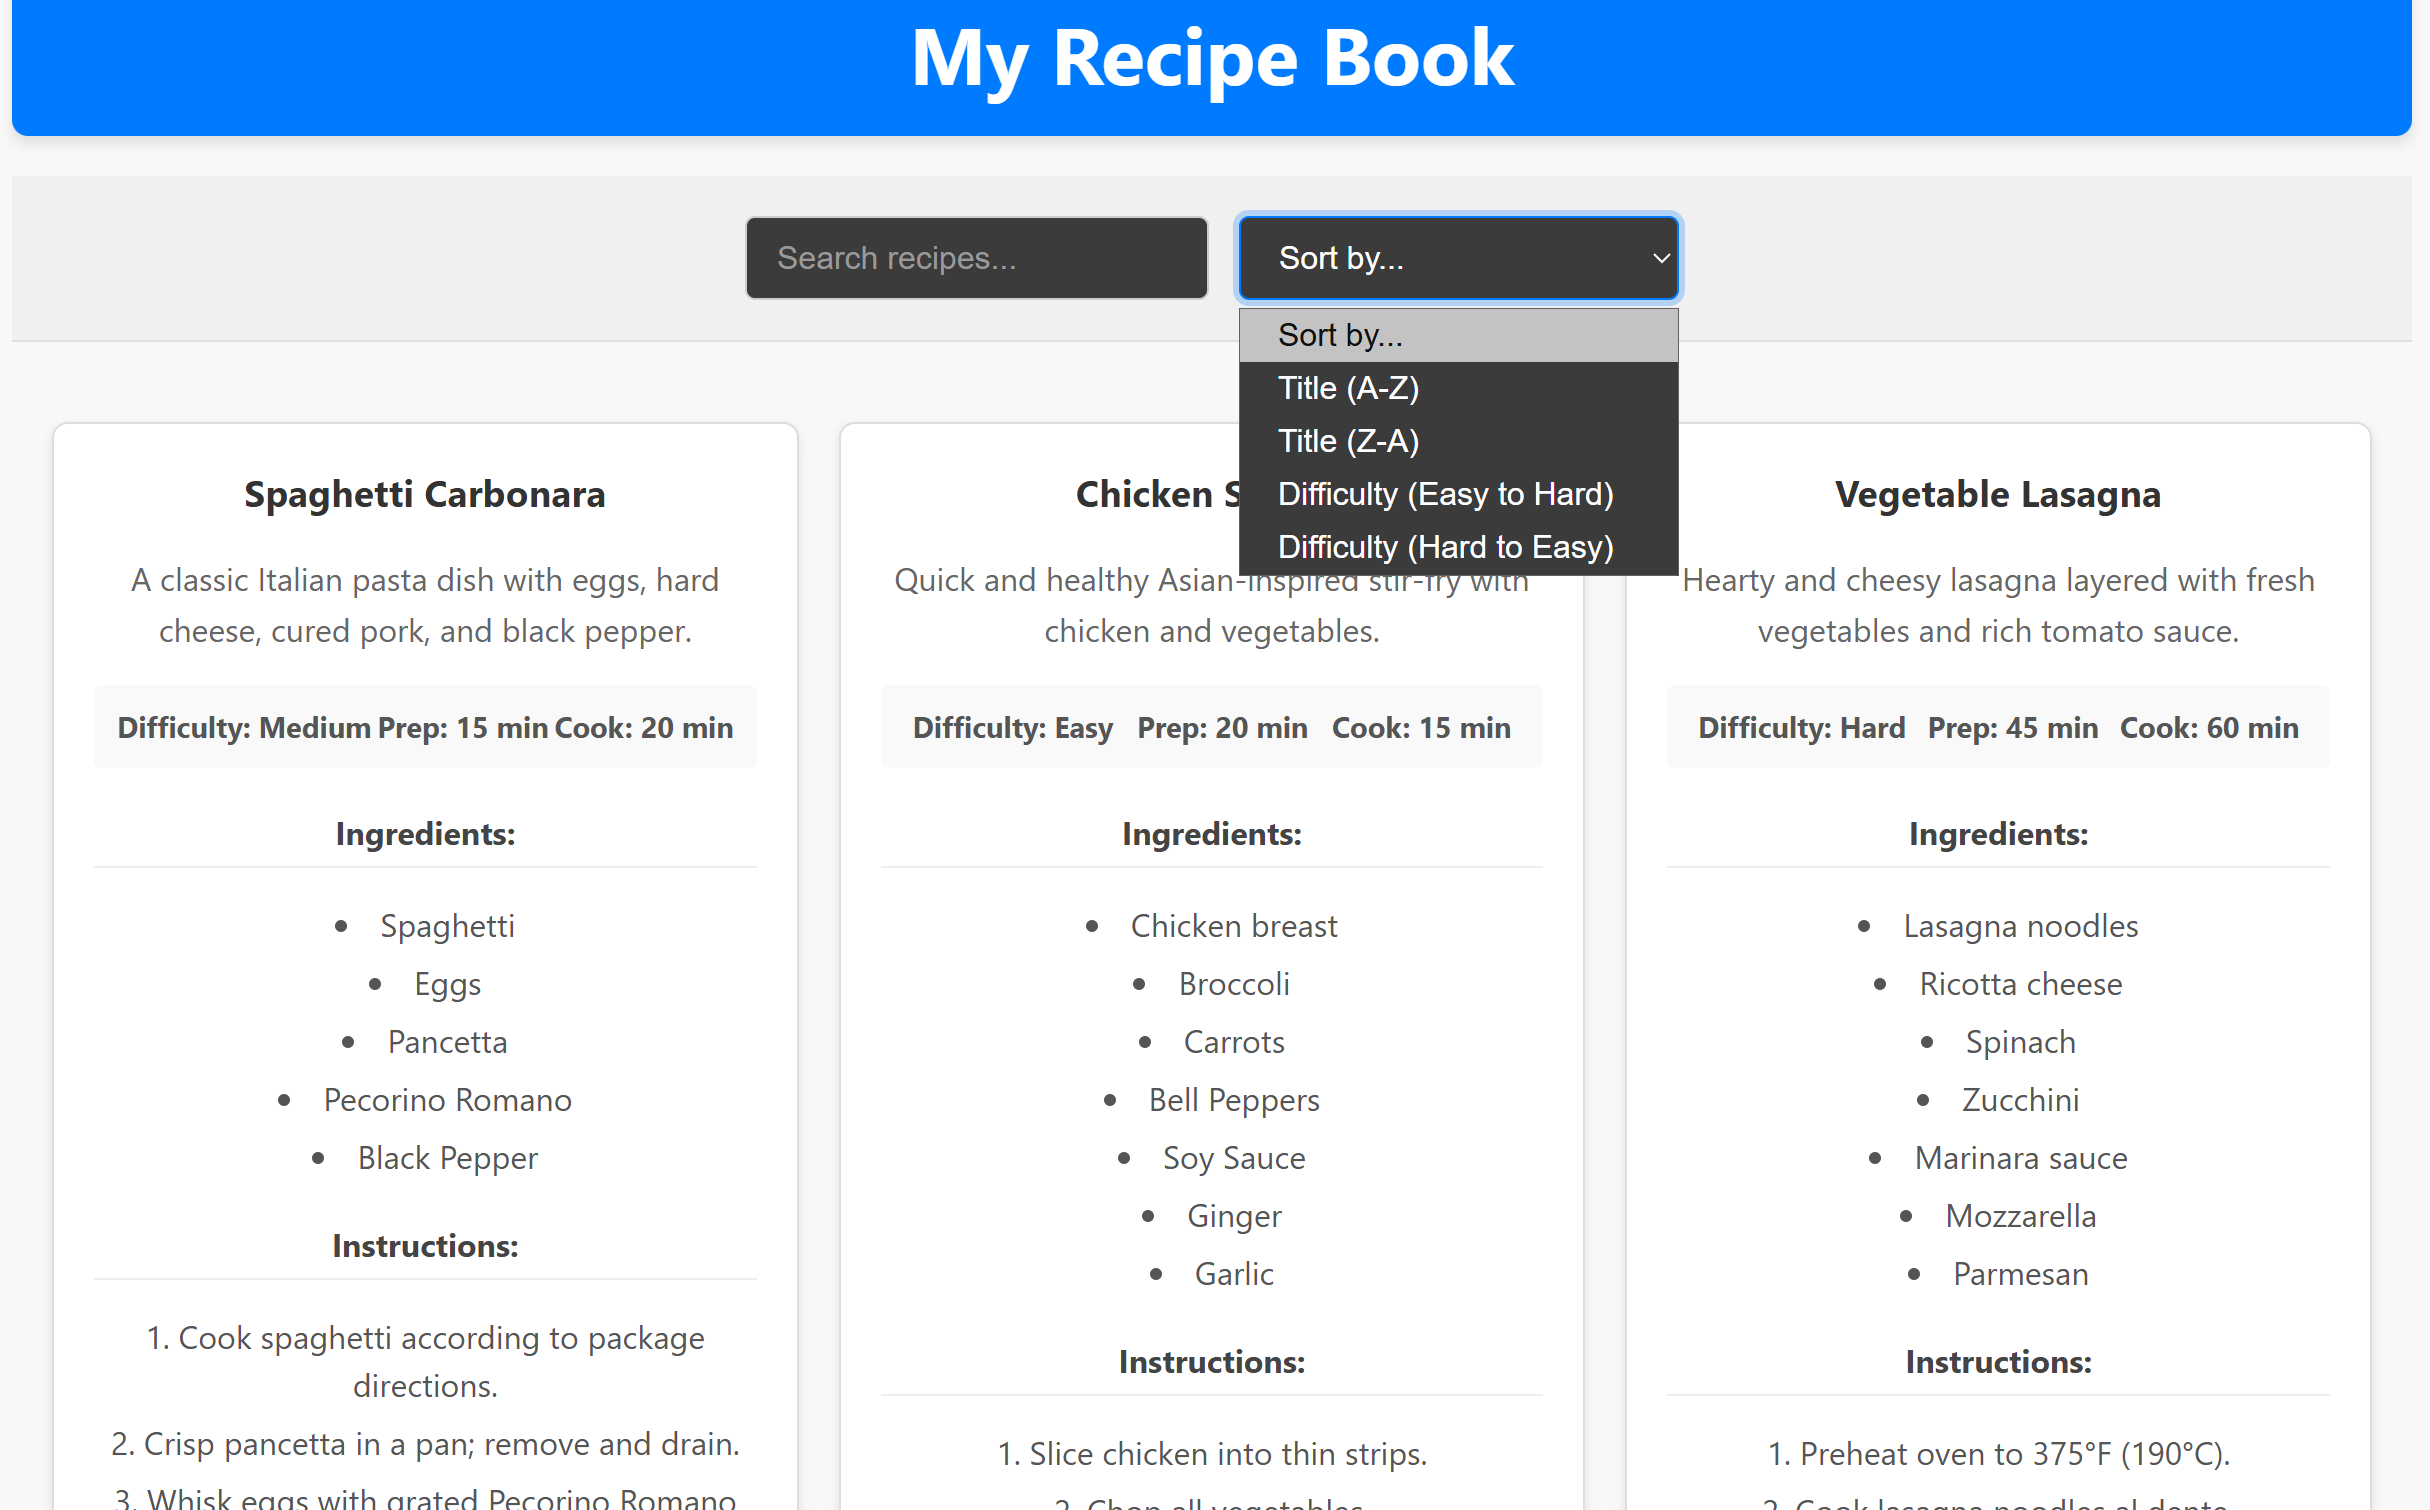 My Recipe Book
Search recipes...
Sort by...
Sort by...
Title (A-Z)
Title (Z-A)
Difficulty (Easy to Hard)
Difficulty (Hard to Easy)
Spaghetti Carbonara
A classic Italian pasta dish with eggs, hard
cheese, cured pork, and black pepper.
Difficulty: Medium Prep: 15 min Cook: 20 min
Ingredients:
• Spaghetti
• Eggs
• Pancetta
• Pecorino Romano
• Black Pepper
Instructions:
1. Cook spaghetti according to package
directions.
2. Crisp pancetta in a pan; remove and drain.
3. Whisk eggs with grated Pecorino Romano
Chicken
Quick and healthy Asian-inspired stir-fry with
chicken and vegetables.
Difficulty: Easy Prep: 20 min Cook: 15 min
Ingredients:
• Chicken breast
• Broccoli
• Carrots
• Bell Peppers
• Soy Sauce
• Ginger
• Garlic
Instructions:
1. Slice chicken into thin strips.
2. Chop all vegetables.
Vegetable Lasagna
Hearty and cheesy lasagna layered with fresh
vegetables and rich tomato sauce.
Difficulty: Hard Prep: 45 min Cook: 60 min
Ingredients:
• Lasagna noodles
• Ricotta cheese
• Spinach
• Zucchini
• Marinara sauce
• Mozzarella
• Parmesan
Instructions:
1. Preheat oven to 375°F (190°C).
2. Cook lasagna noodles al dente.